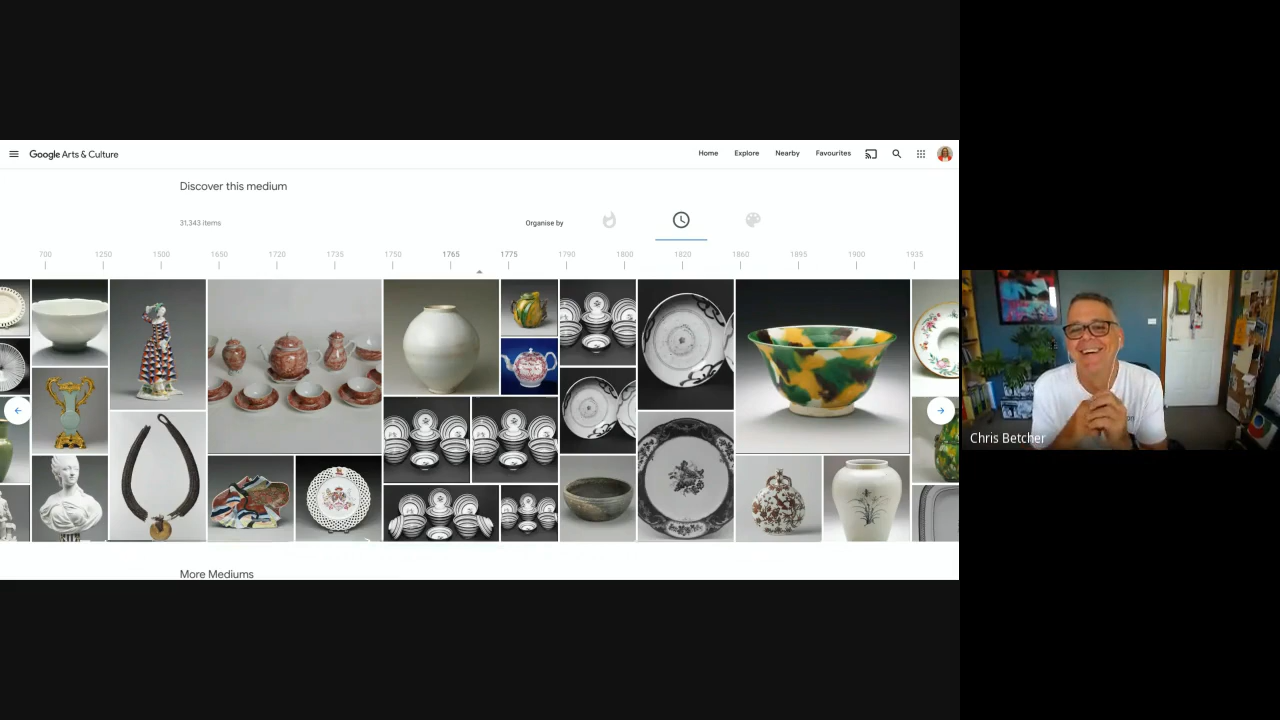 Google Arts & Culture
Home Explore Nearby Favourites
Discover this medium
31,343 items
Organise by
700 1250 1500 1650 1720 1735 1750 1765 1775 1790 1800 1820 1860 1895 1900 1935
Chris Betcher
More Mediums